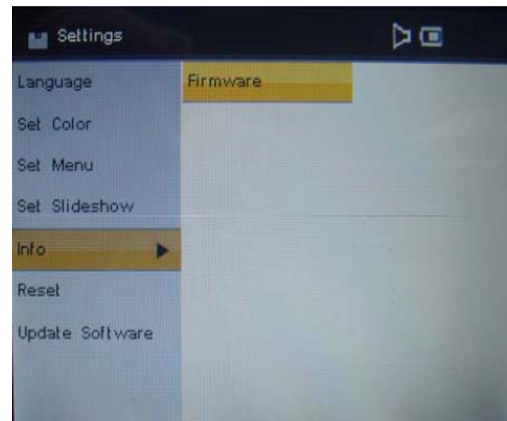 Settings
Language
Firmware
Set Color
Set Menu
Set Slideshow
Info
Reset
Update Software